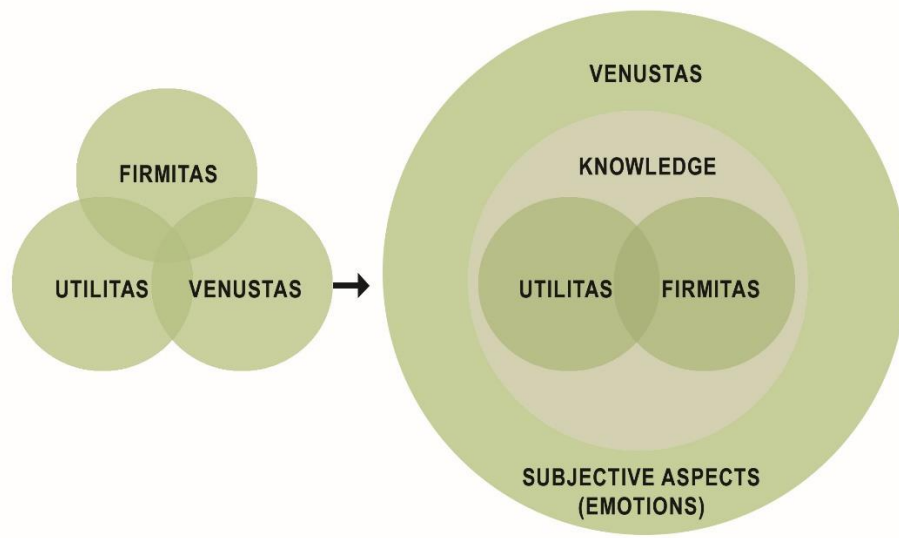 FIRMITAS
UTILITAS
VENUSTAS
VENUSTAS
KNOWLEDGE
UTILITAS
FIRMITAS
SUBJECTIVE ASPECTS
(EMOTIONS)